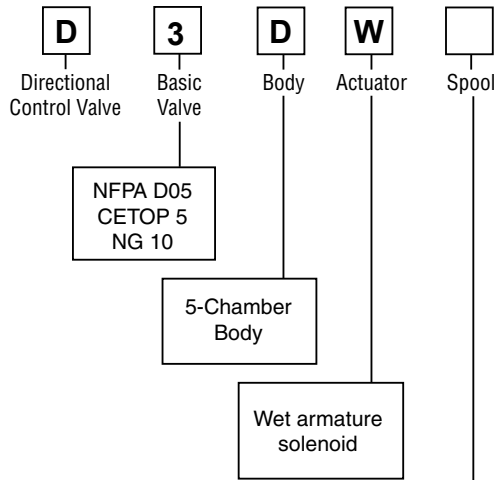 D 3 D W
Directional Control Valve
Basic Valve
Body
Actuator
Spool
NFPA D05
CETOP 5
NG 10
5-Chamber
Body
Wet armature
solenoid